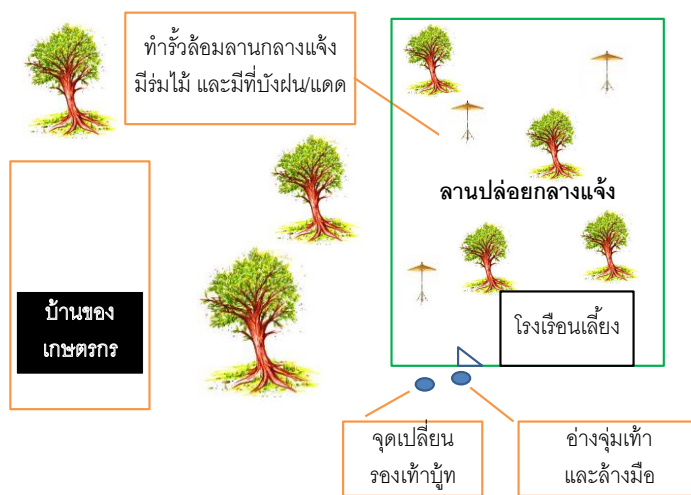 ทำรั้วล้อมลานกลางแจ้ง
มีร่มไม้ และมีที่บังฝน/แดด
ลานปล่อยกลางแจ้ง
บ้านของ
เกษตรกร
โรงเรือนเลี้ยง
จุดเปลี่ยน
รองเท้าบู้ท
อ่างจุ่มเท้า
และล้างมือ